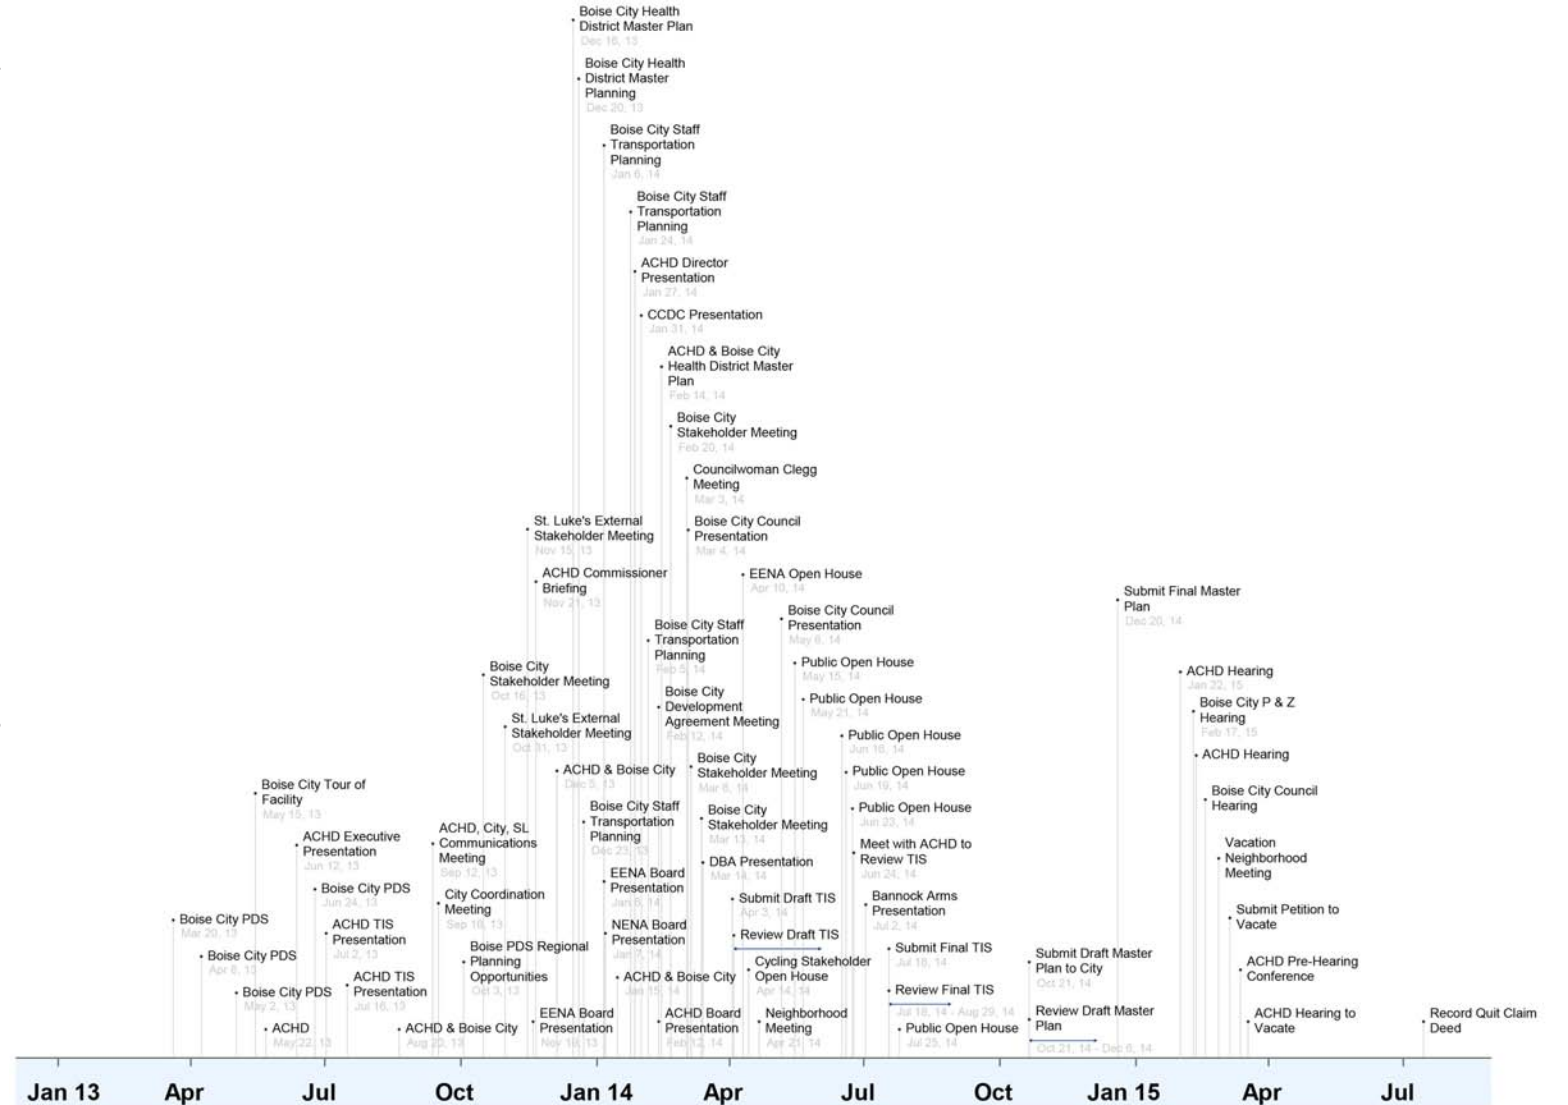 Boise City Health
District Master Plan
Dec 16, 13
Boise City Health
District Master
Planning
Dec 20, 13
Boise City Staff
Transportation
Planning
Jan 6, 14
Boise City Staff
Transportation
Planning
Jan 24, 14
ACHD Director
Presentation
Jan 27, 14
CCDC Presentation
Jan 31, 14
ACHD & Boise City
Health District Master
Plan
Feb 14, 14
Boise City
Stakeholder Meeting
Feb 20, 14
Councilwoman Clegg
Meeting
Mar 3, 14
St. Luke's External
Stakeholder Meeting
Nov 15, 13
Boise City Council
Presentation
Mar 4, 14
ACHD Commissioner
Briefing
Nov 21, 13
EENA Open House
Apr 10, 14
Submit Final Master
Plan
Dec 20, 14
Boise City Council
Presentation
May 6, 14
Boise City Staff
Transportation
Planning
Feb 5, 14
Public Open House
May 15, 14
Boise City
Stakeholder Meeting
Oct 16, 13
ACHD Hearing
Jan 22, 15
Boise City
Development
Agreement Meeting
Feb 12, 14
Public Open House
May 21, 14
Boise City P & Z
Hearing
Feb 17, 15
St. Luke's External
Stakeholder Meeting
Oct 31, 13
Public Open House
Jun 16, 14
ACHD Hearing
Boise City
Stakeholder Meeting
Mar 6, 14
ACHD & Boise City
Dec 5, 13
Public Open House
Jun 19, 14
Boise City Tour of
Facility
May 15, 13
Boise City Council
Hearing
Boise City Staff
Transportation
Planning
Dec 23, 13
Boise City
Stakeholder Meeting
Mar 13, 14
Public Open House
Jun 23, 14
ACHD Executive
Presentation
Jun 12, 13
ACHD, City, SL
Communications
Meeting
Sep 12, 13
Meet with ACHD to
Review TIS
Jun 24, 14
Vacation
Neighborhood
Meeting
DBA Presentation
Mar 14, 14
EENA Board
Presentation
Jan 6, 14
Boise City PDS
Jun 24, 13
City Coordination
Meeting
Sep 16, 13
Submit Draft TIS
Apr 3, 14
Bannock Arms
Presentation
Jul 2, 14
Submit Petition to
Vacate
Boise City PDS
Mar 20, 13
ACHD TIS
Presentation
Jul 2, 13
NENA Board
Presentation
Jan 7, 14
Review Draft TIS
Boise PDS Regional
Planning
Opportunities
Oct 3, 13
Submit Final TIS
Jul 18, 14
Submit Draft Master
Plan to City
Oct 21, 14
Boise City PDS
Apr 8, 13
Cycling Stakeholder
Open House
Apr 14, 14
ACHD Pre-Hearing
Conference
ACHD TIS
Presentation
Jul 16, 13
ACHD & Boise City
Jan 15, 14
Boise City PDS
May 2, 13
Review Final TIS
Jul 18, 14 - Aug 29, 14
EENA Board
Presentation
Nov 19, 13
ACHD Board
Presentation
Feb 12, 14
Neighborhood
Meeting
Apr 21, 14
Review Draft Master
Plan
Oct 21, 14 - Dec 6, 14
ACHD Hearing to
Vacate
Record Quit Claim
Deed
ACHD
May 22, 13
ACHD & Boise City
Aug 20, 13
Public Open House
Jul 25, 14
Jan 13 Apr Jul Oct Jan 14 Apr Jul Oct Jan 15 Apr Jul